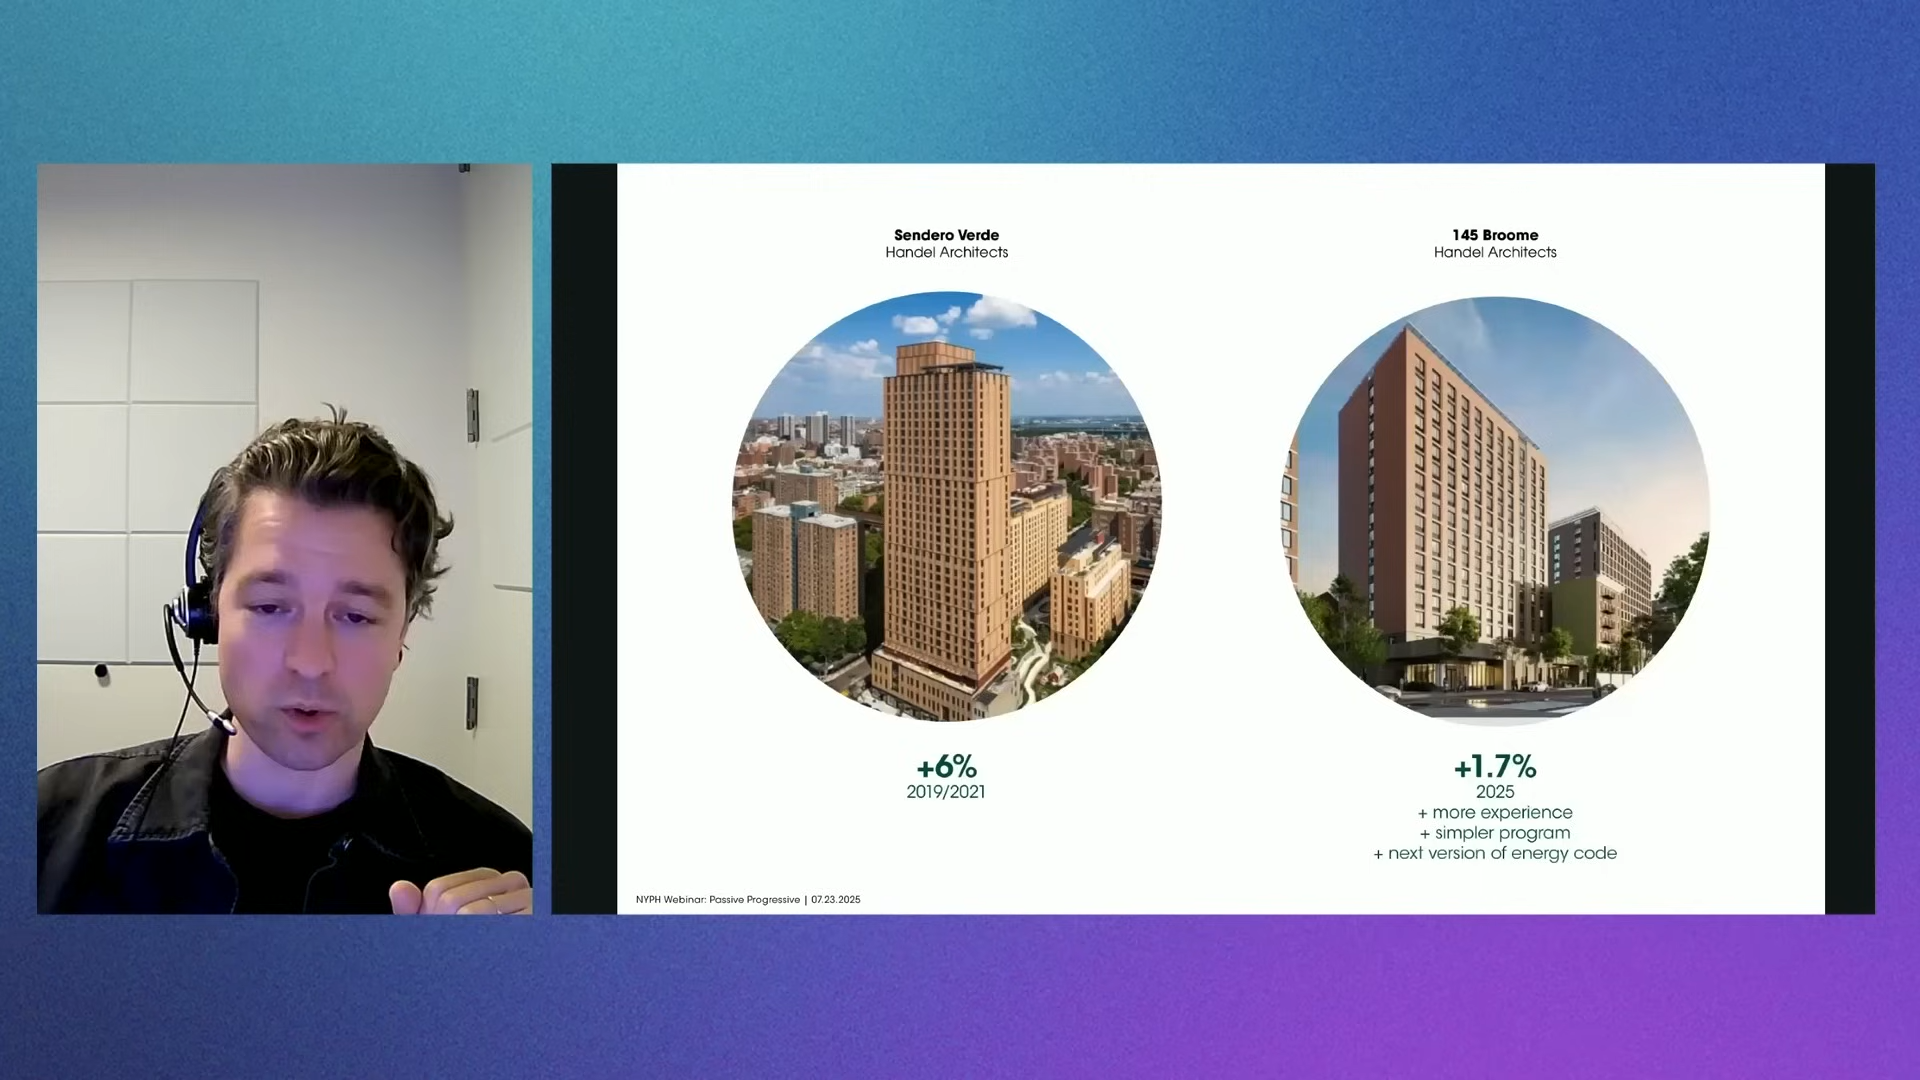 Sendero Verde
Handel Architects
+6%
2019/2021
145 Broome
Handel Architects
+1.7%
2025
+ more experience
+ simpler program
+ next version of energy code
NYPH Webinar: Passive Progressive | 07.23.2025